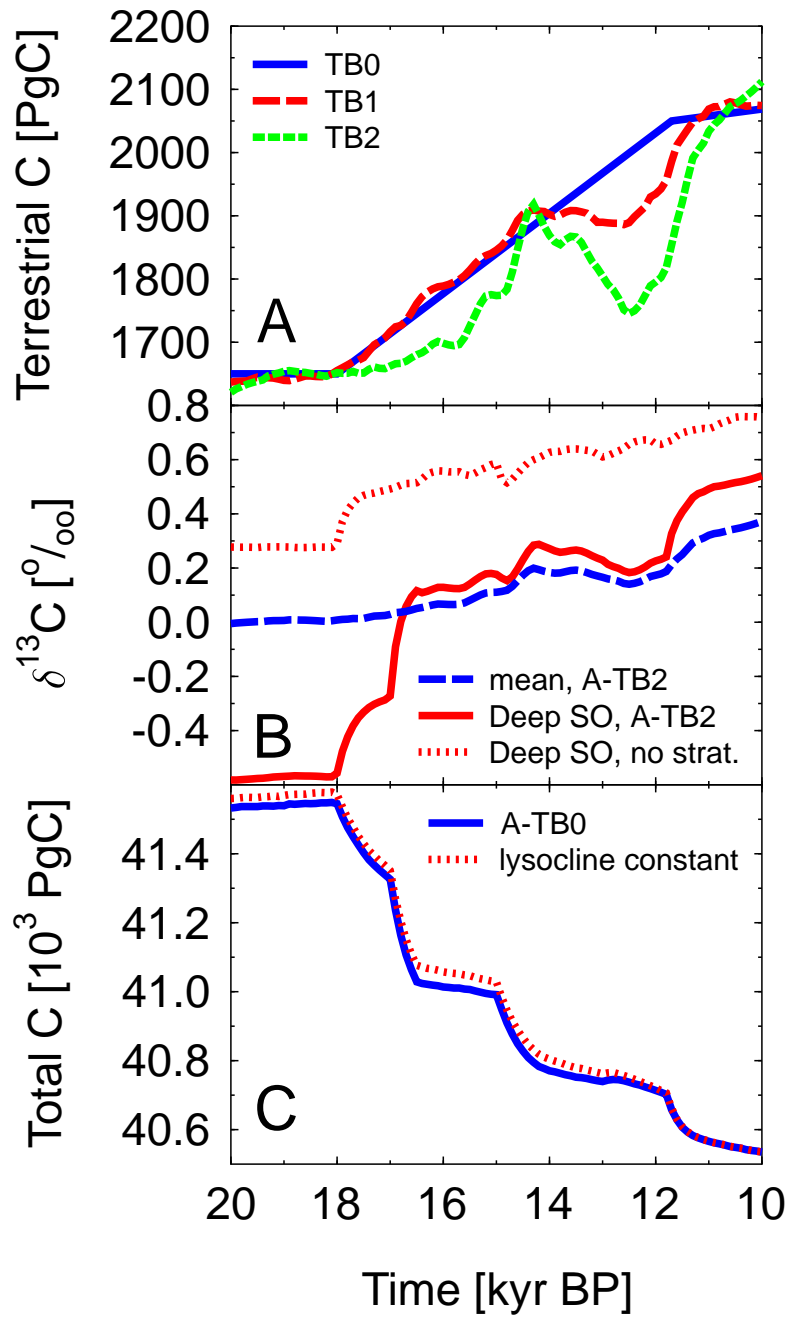 Terrestrial C [PgC]
2200
2100
2000
1900
1800
1700
TB0
TB1
TB2
A
δ13C [o/oo]
0.8
0.6
0.4
0.2
0.0
-0.2
-0.4
B
mean, A-TB2
Deep SO, A-TB2
Deep SO, no strat.
Total C [10^3 PgC]
41.4
41.2
41.0
40.8
40.6
A-TB0
lysocline constant
C
20 18 16 14 12 10
Time [kyr BP]